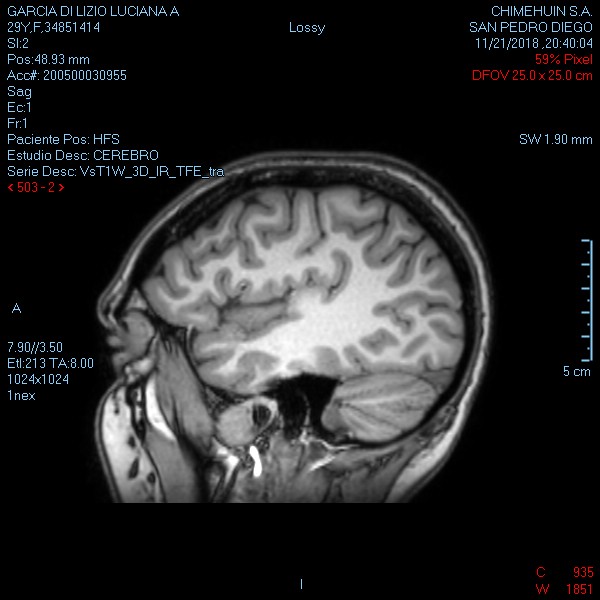 GARCIA DI LIZIO LUCIANA A
29Y,F,34851414
Sl:2
Pos:48.93 mm
Acc#: 200500030955
Sag
Ec:1
Fr:1
Paciente Pos: HFS
Estudio Desc: CEREBRO
Serie Desc: VsT1W_3D_IR_TFE_tra
< 503 - 2 >
Lossy
CHIMEHUIN S.A.
SAN PEDRO DIEGO
11/21/2018 ,20:40:04
59% Pixel
DFOV 25.0 x 25.0 cm
SW 1.90 mm
A
7.90//3.50
Etl:213 TA:8.00
1024x1024
1nex
5 cm
I
C 935
W 1851